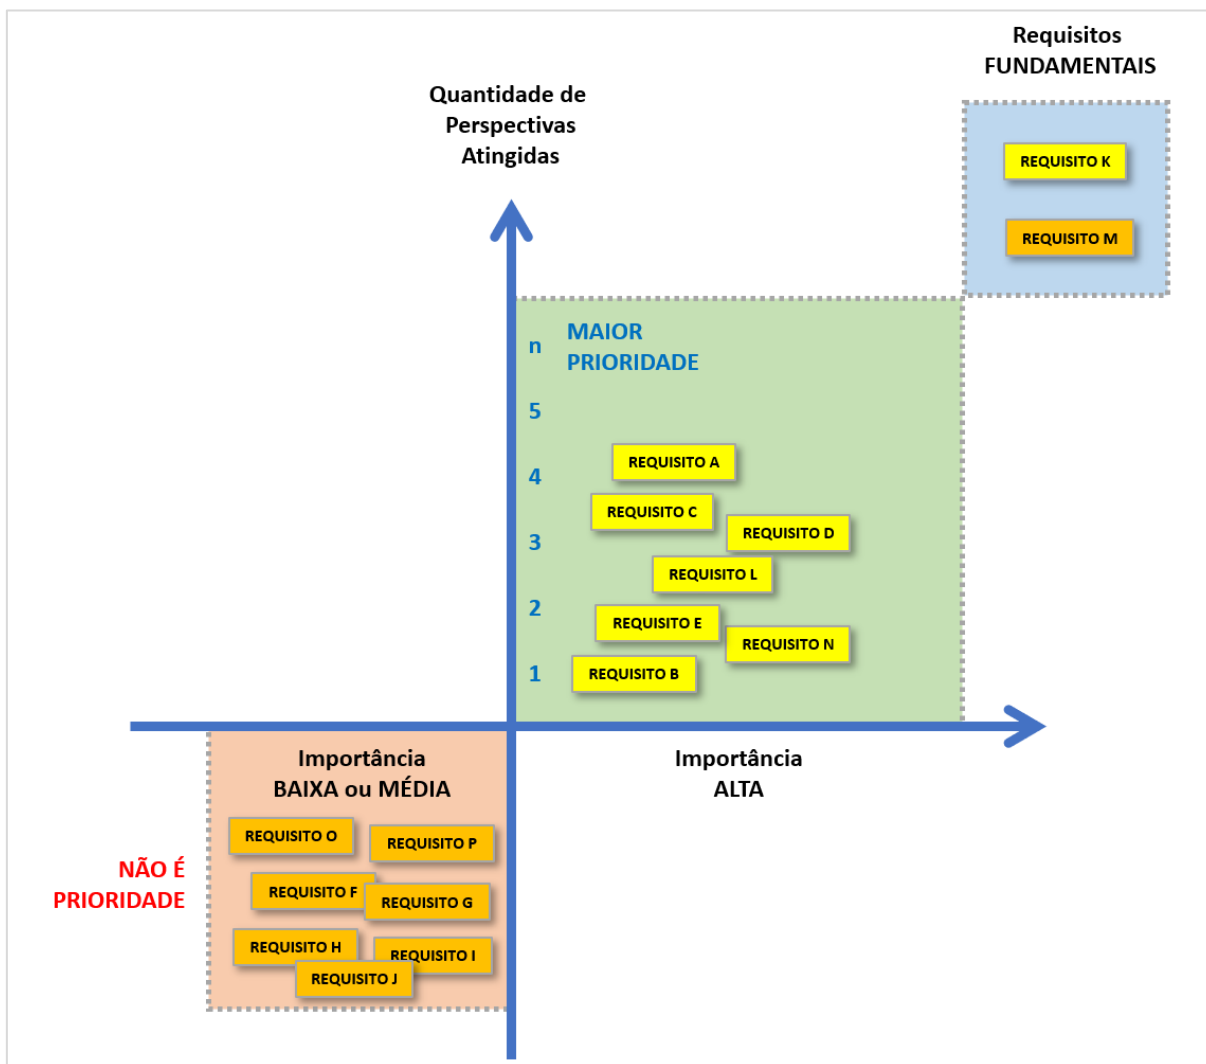 Requisitos
FUNDAMENTAIS
Quantidade de
Perspectivas
Atingidas
REQUISITO K
REQUISITO M
n
MAIOR
PRIORIDADE
5
4
REQUISITO A
REQUISITO C
3
REQUISITO D
REQUISITO L
2
REQUISITO E
REQUISITO N
1
REQUISITO B
Importância
BAIXA ou MÉDIA
Importância
ALTA
REQUISITO O
REQUISITO P
NÃO É
PRIORIDADE
REQUISITO F
REQUISITO G
REQUISITO H
REQUISITO I
REQUISITO J